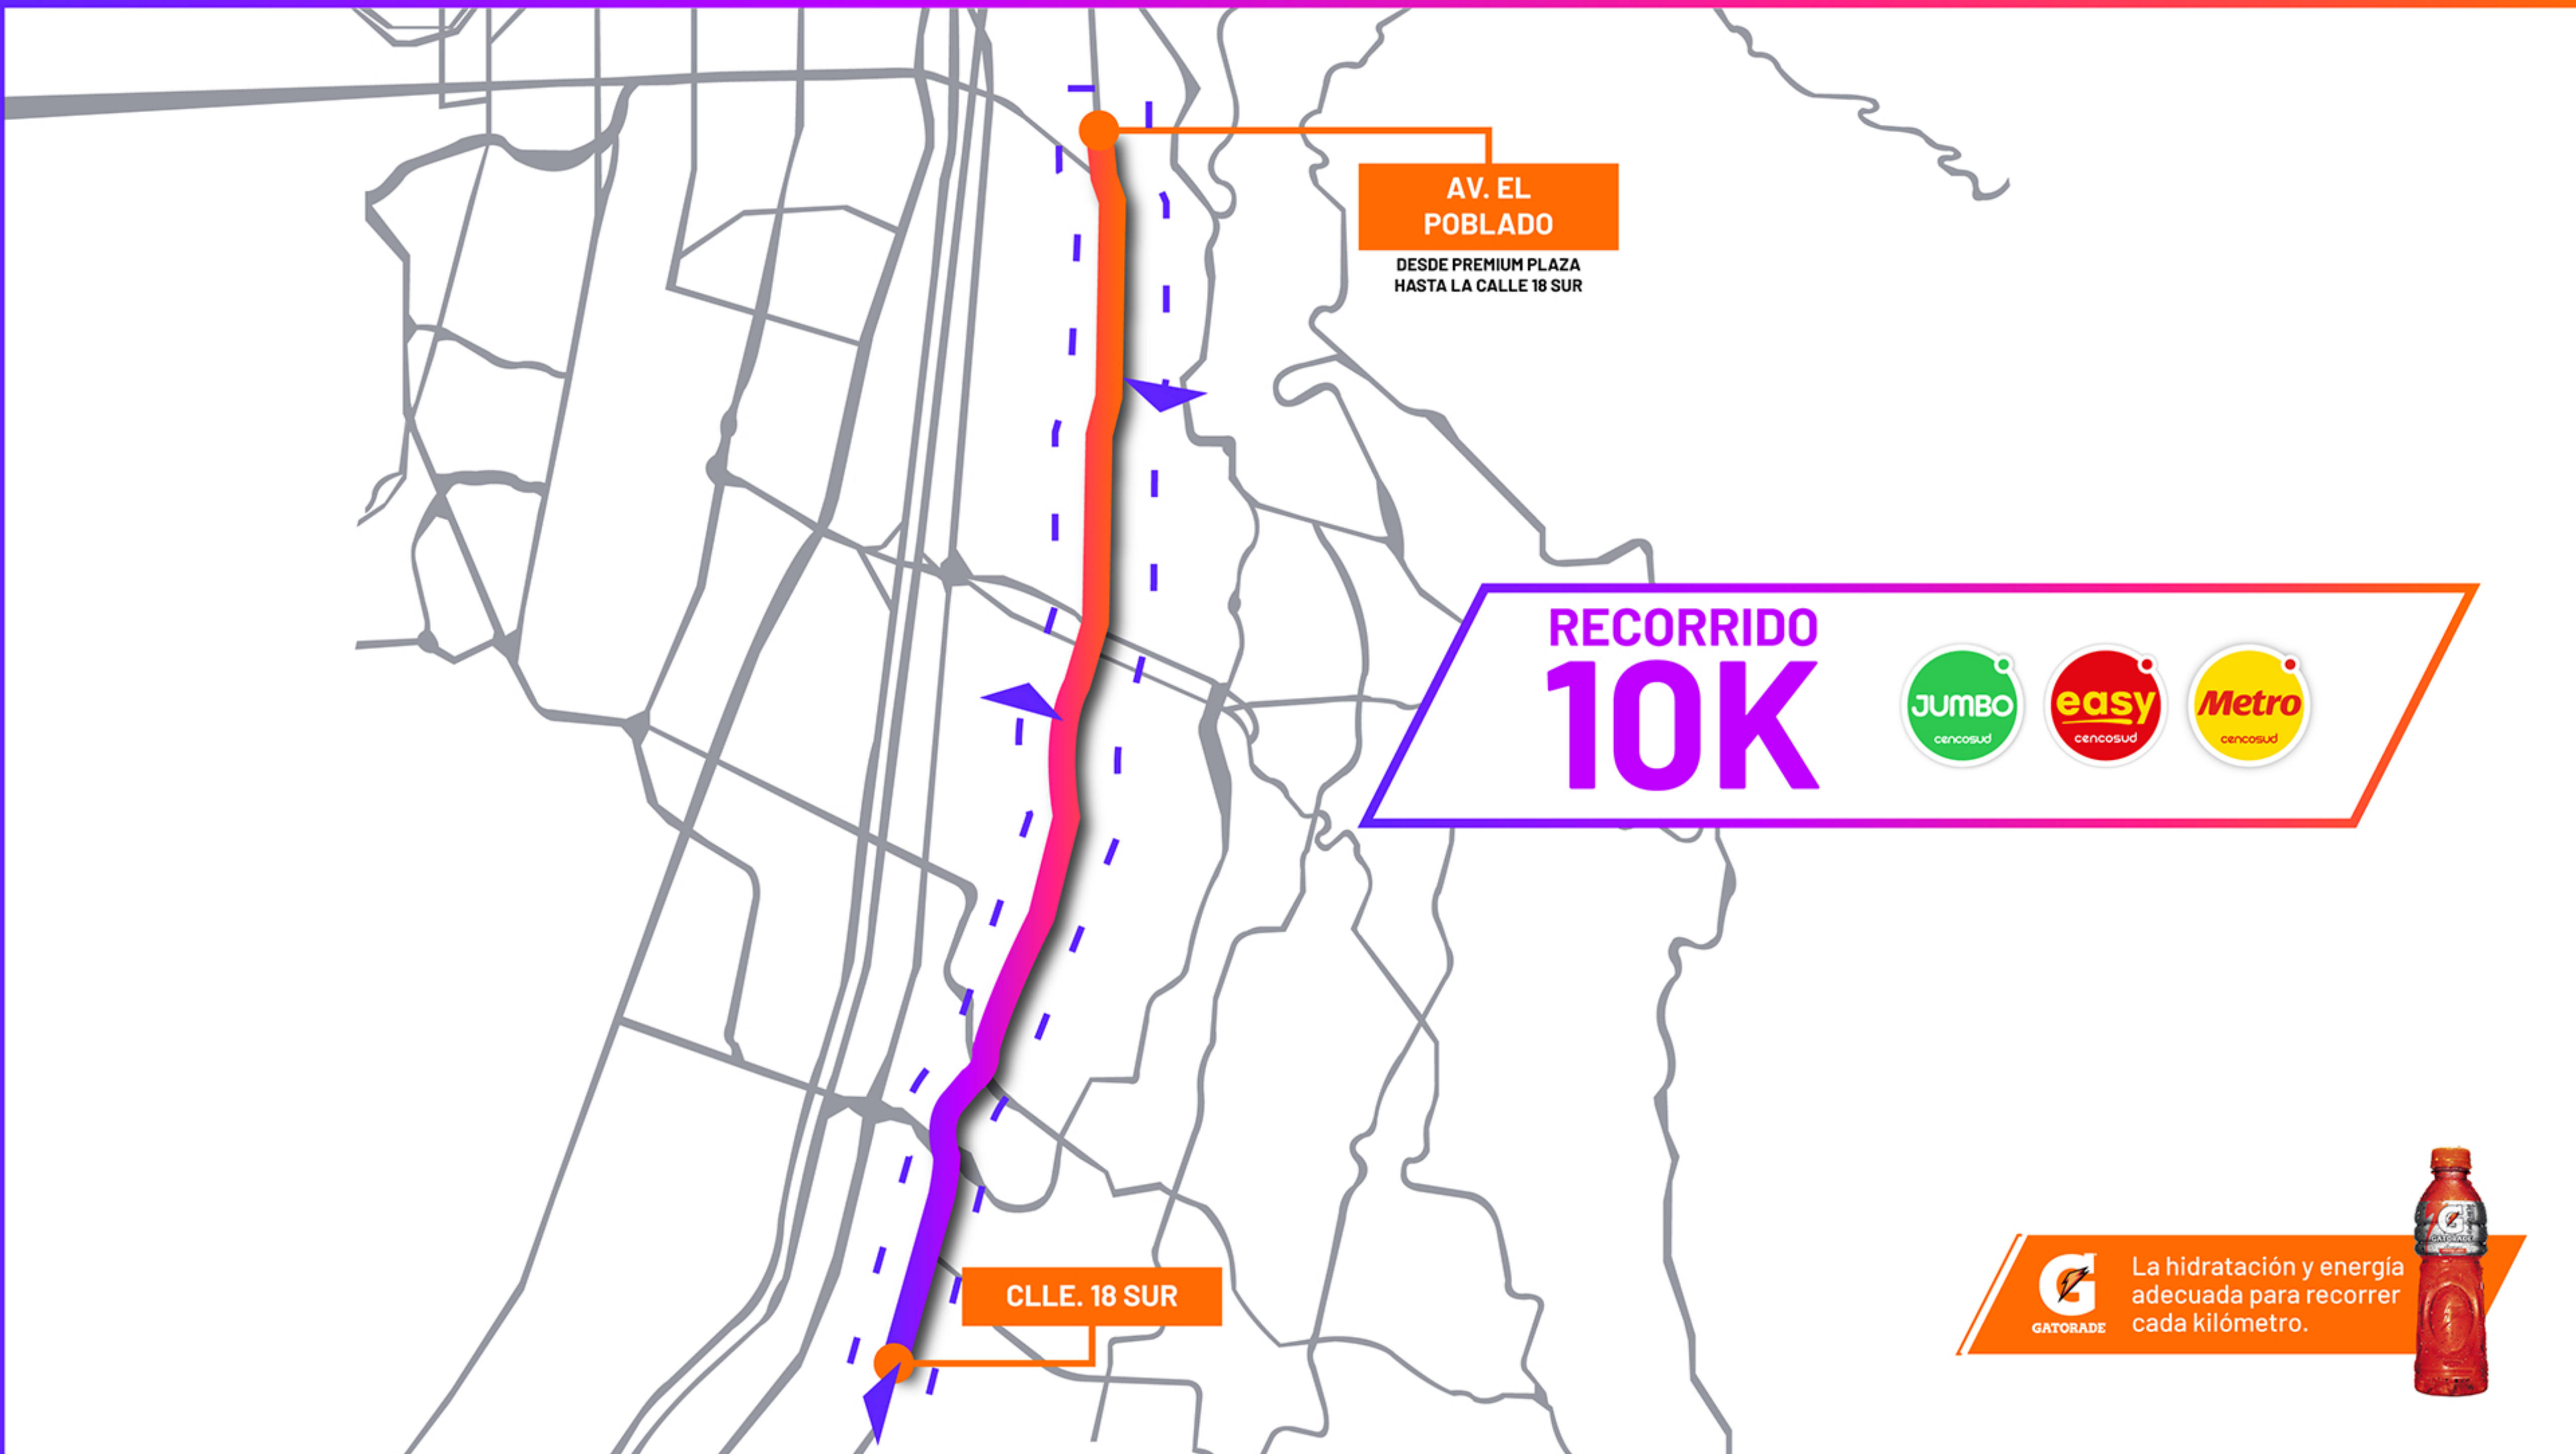 AV. EL
POBLADO
DESDE PREMIUM PLAZA
HASTA LA CALLE 18 SUR
RECORRIDO
10K
JUMBO
cencosud
easy
cencosud
Metro
cencosud
CLLE. 18 SUR
G
GATORADE
La hidratación y energía
adecuada para recorrer
cada kilómetro.
G
GATORADE